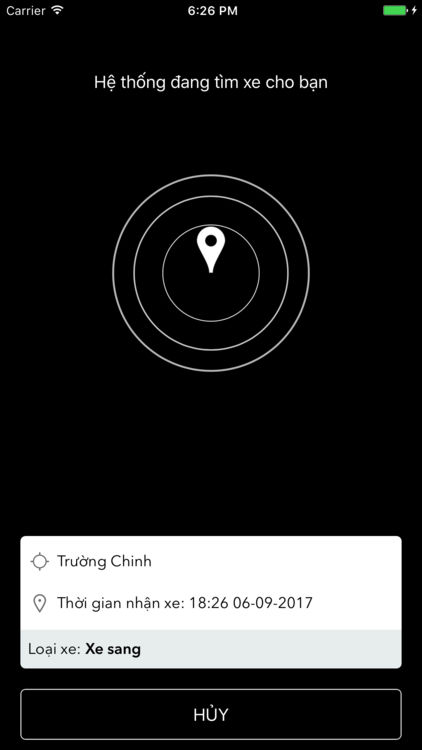 Carrier 6:26 PM
Hệ thống đang tìm xe cho bạn
Trường Chinh
Thời gian nhận xe: 18:26 06-09-2017
Loại xe: Xe sang
HỦY